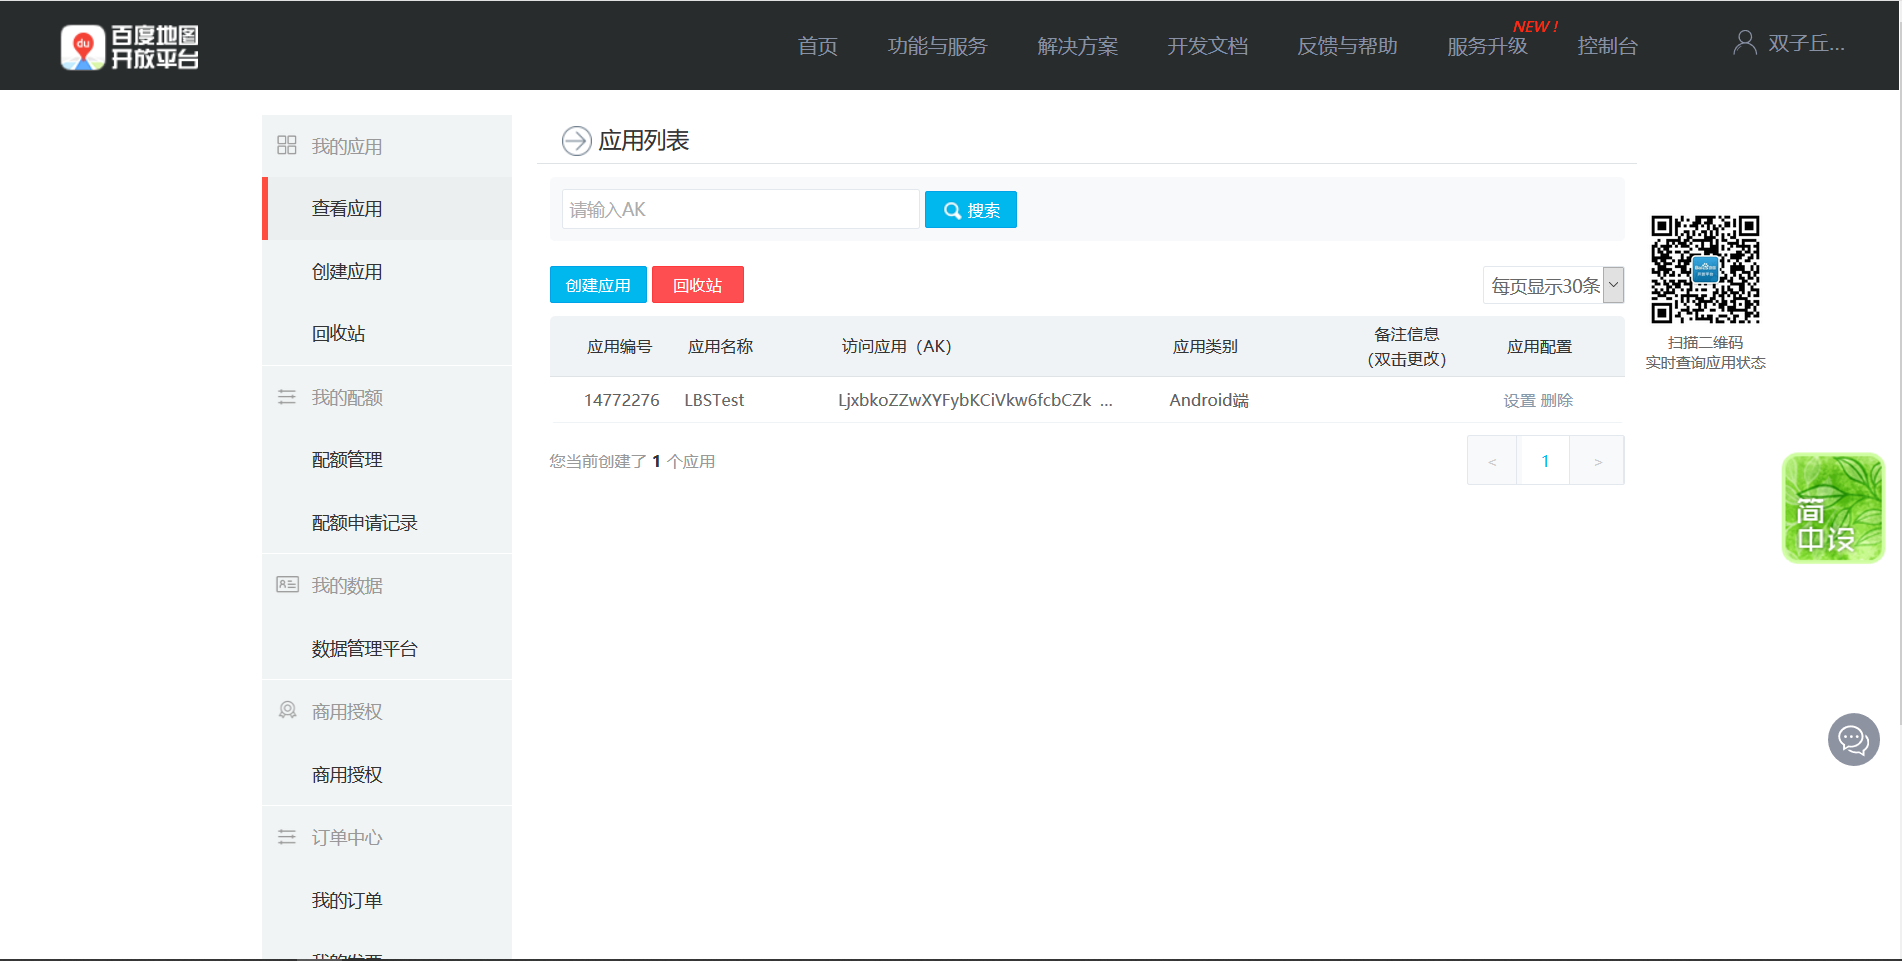 du
百度地图
开放平台
首页
功能与服务
解决方案
开发文档
反馈与帮助
服务升级
NEW !
控制台
双子丘...
我的应用
查看应用
创建应用
回收站
我的配额
配额管理
配额申请记录
我的数据
数据管理平台
商用授权
商用授权
订单中心
我的订单
我的发票
应用列表
请输入AK
搜索
创建应用
回收站
每页显示30条
应用编号 应用名称 访问应用（AK） 应用类别 备注信息 应用配置
（双击更改）
14772276 LBSTest LjxbkoZZwXYFybKCiVkw6fcbCZk ... Android端 设置 删除
您当前创建了 1 个应用
< 1 >
扫描二维码
实时查询应用状态
简
中设